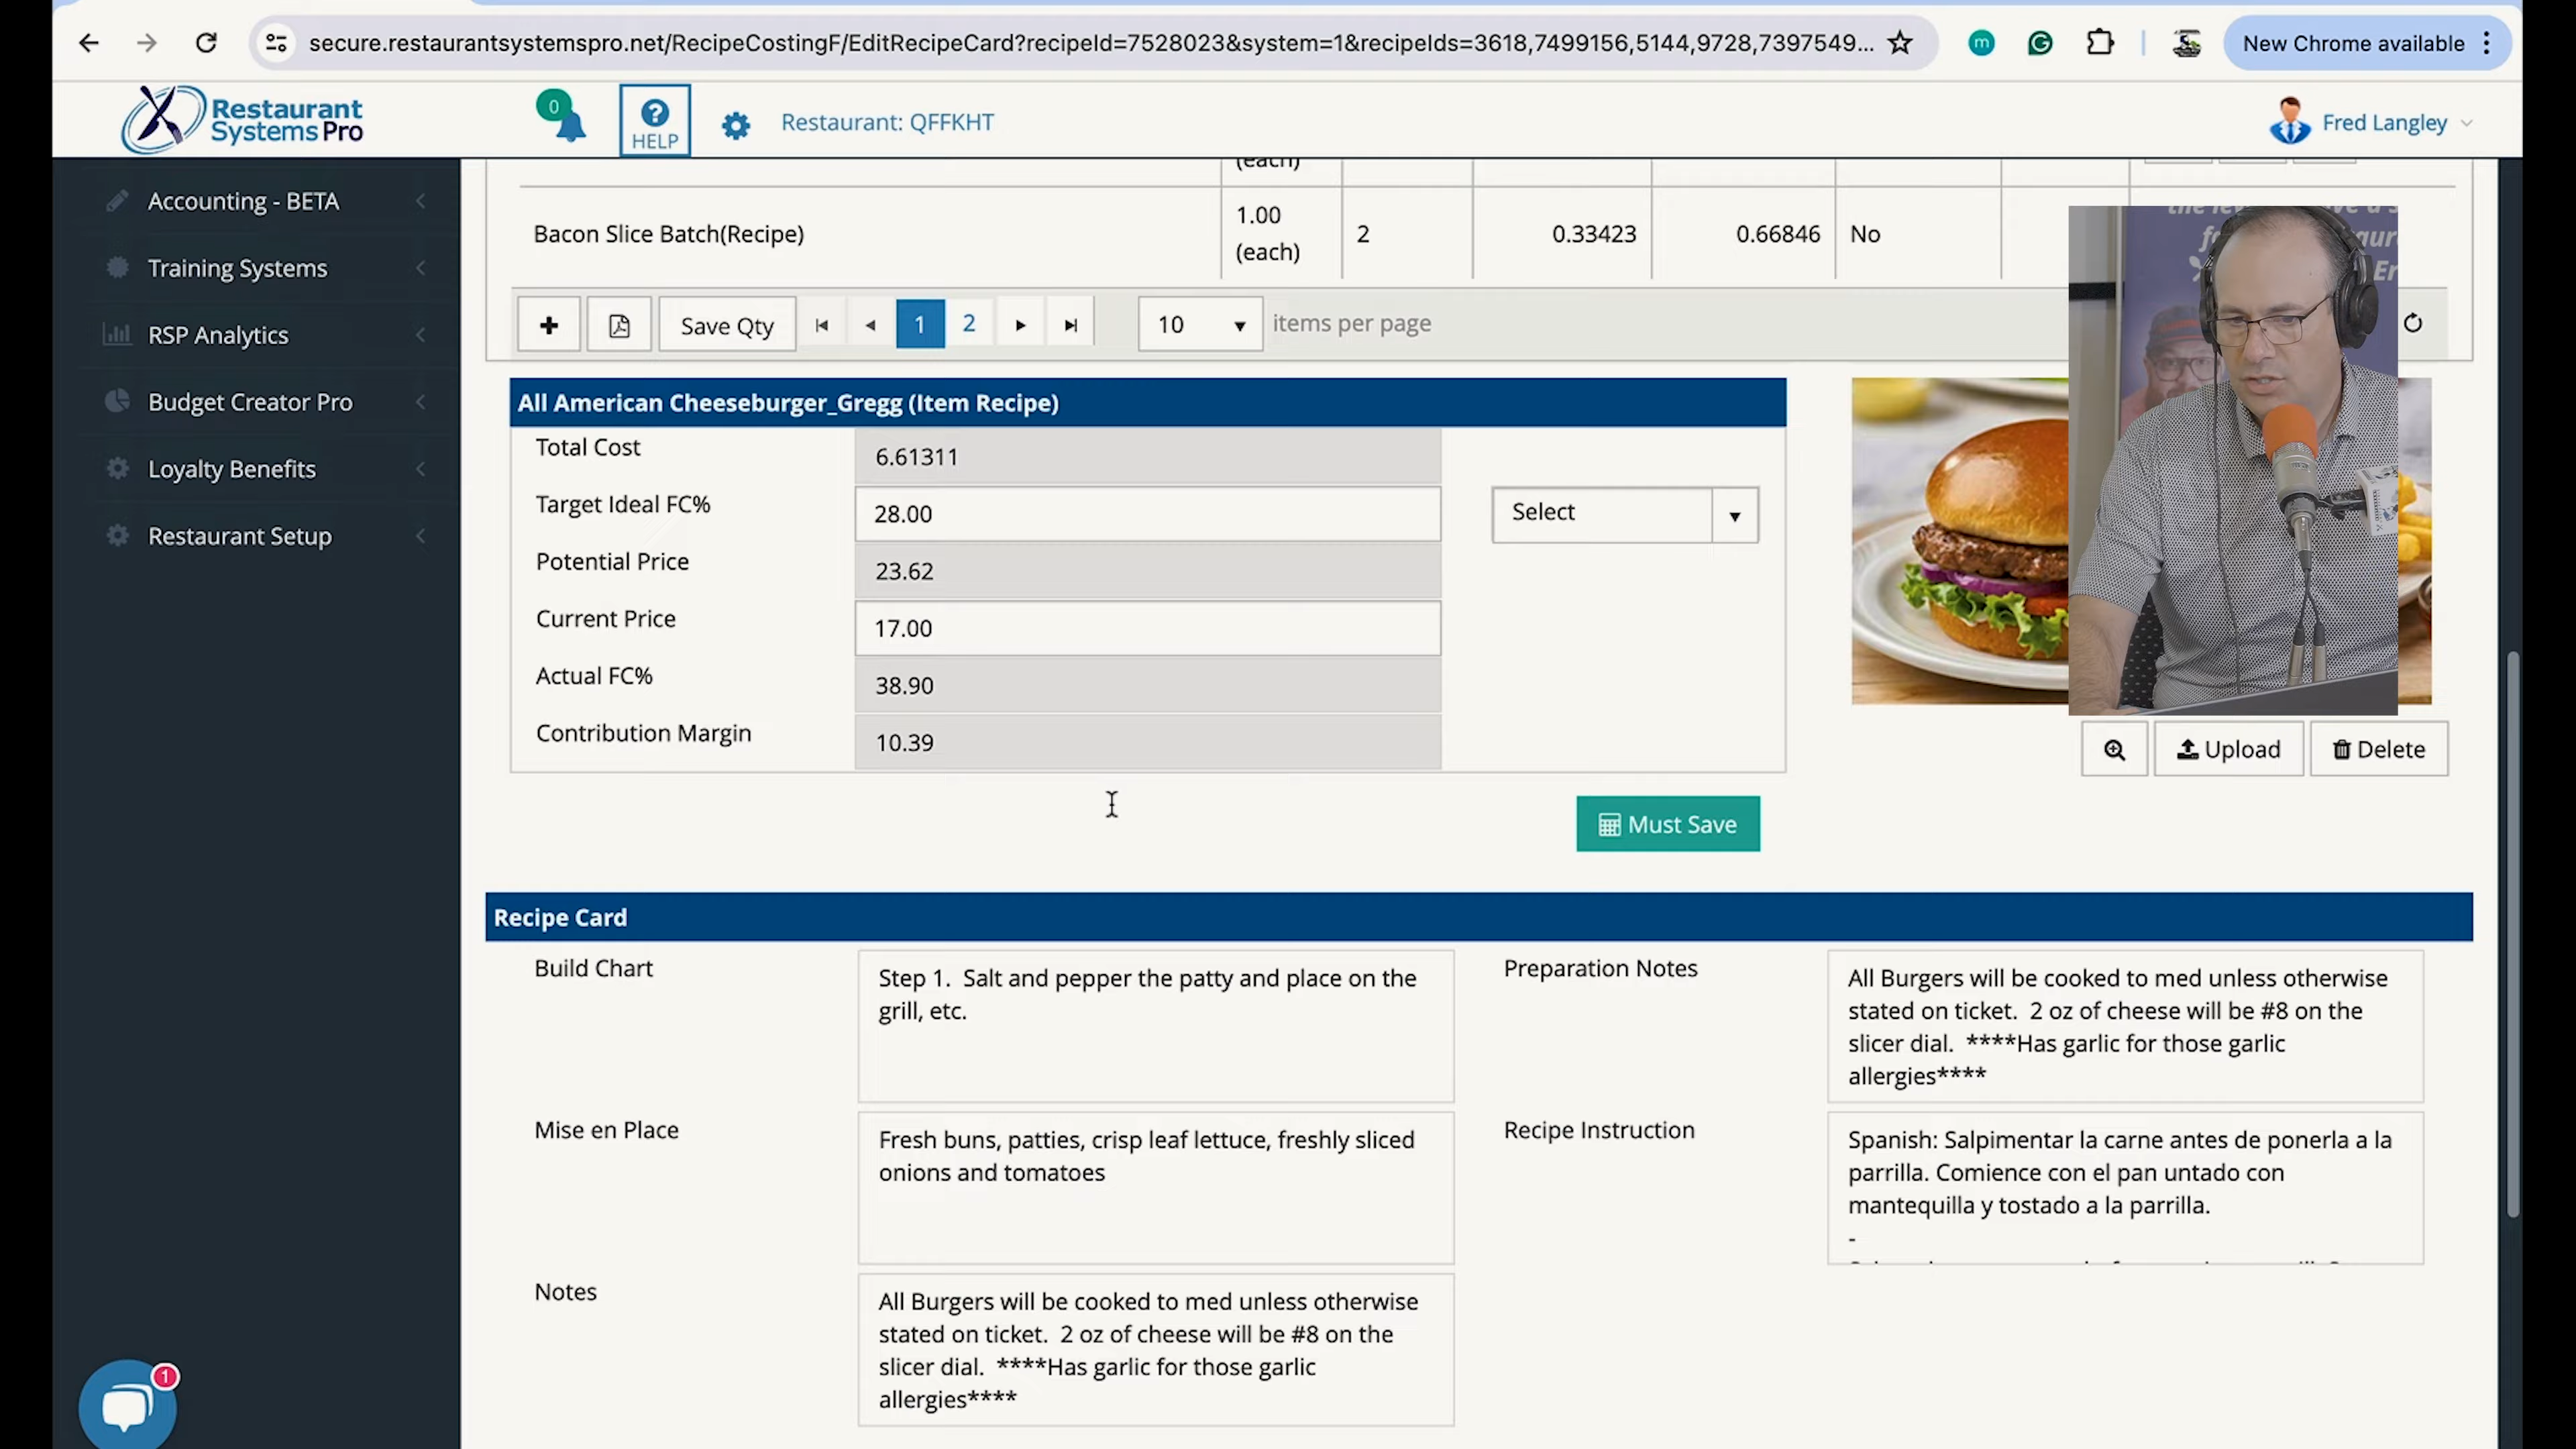 secure.restaurantsystemspro.net/RecipeCostingF/EditRecipeCard?recipeId=7528023&system=1&recipeIds=3618,7499156,5144,9728,7397549...
New Chrome available
Restaurant
Systems Pro
0
HELP
Restaurant: QFFKHT
Fred Langley
Accounting - BETA
Training Systems
RSP Analytics
Budget Creator Pro
Loyalty Benefits
Restaurant Setup
(each)
Bacon Slice Batch(Recipe)
1.00
(each)
2
0.33423
0.66846
No
Save Qty
1
2
10
items per page
All American Cheeseburger_Gregg (Item Recipe)
Total Cost
6.61311
Target Ideal FC%
28.00
Select
Potential Price
23.62
Current Price
17.00
Actual FC%
38.90
Contribution Margin
10.39
Upload
Delete
Must Save
Recipe Card
Build Chart
Step 1.  Salt and pepper the patty and place on the
grill, etc.
Preparation Notes
All Burgers will be cooked to med unless otherwise
stated on ticket.  2 oz of cheese will be #8 on the
slicer dial.  ****Has garlic for those garlic
allergies****
Mise en Place
Fresh buns, patties, crisp leaf lettuce, freshly sliced
onions and tomatoes
Recipe Instruction
Spanish: Salpimentar la carne antes de ponerla a la
parrilla. Comience con el pan untado con
mantequilla y tostado a la parrilla.
-
Notes
All Burgers will be cooked to med unless otherwise
stated on ticket.  2 oz of cheese will be #8 on the
slicer dial.  ****Has garlic for those garlic
allergies****
1